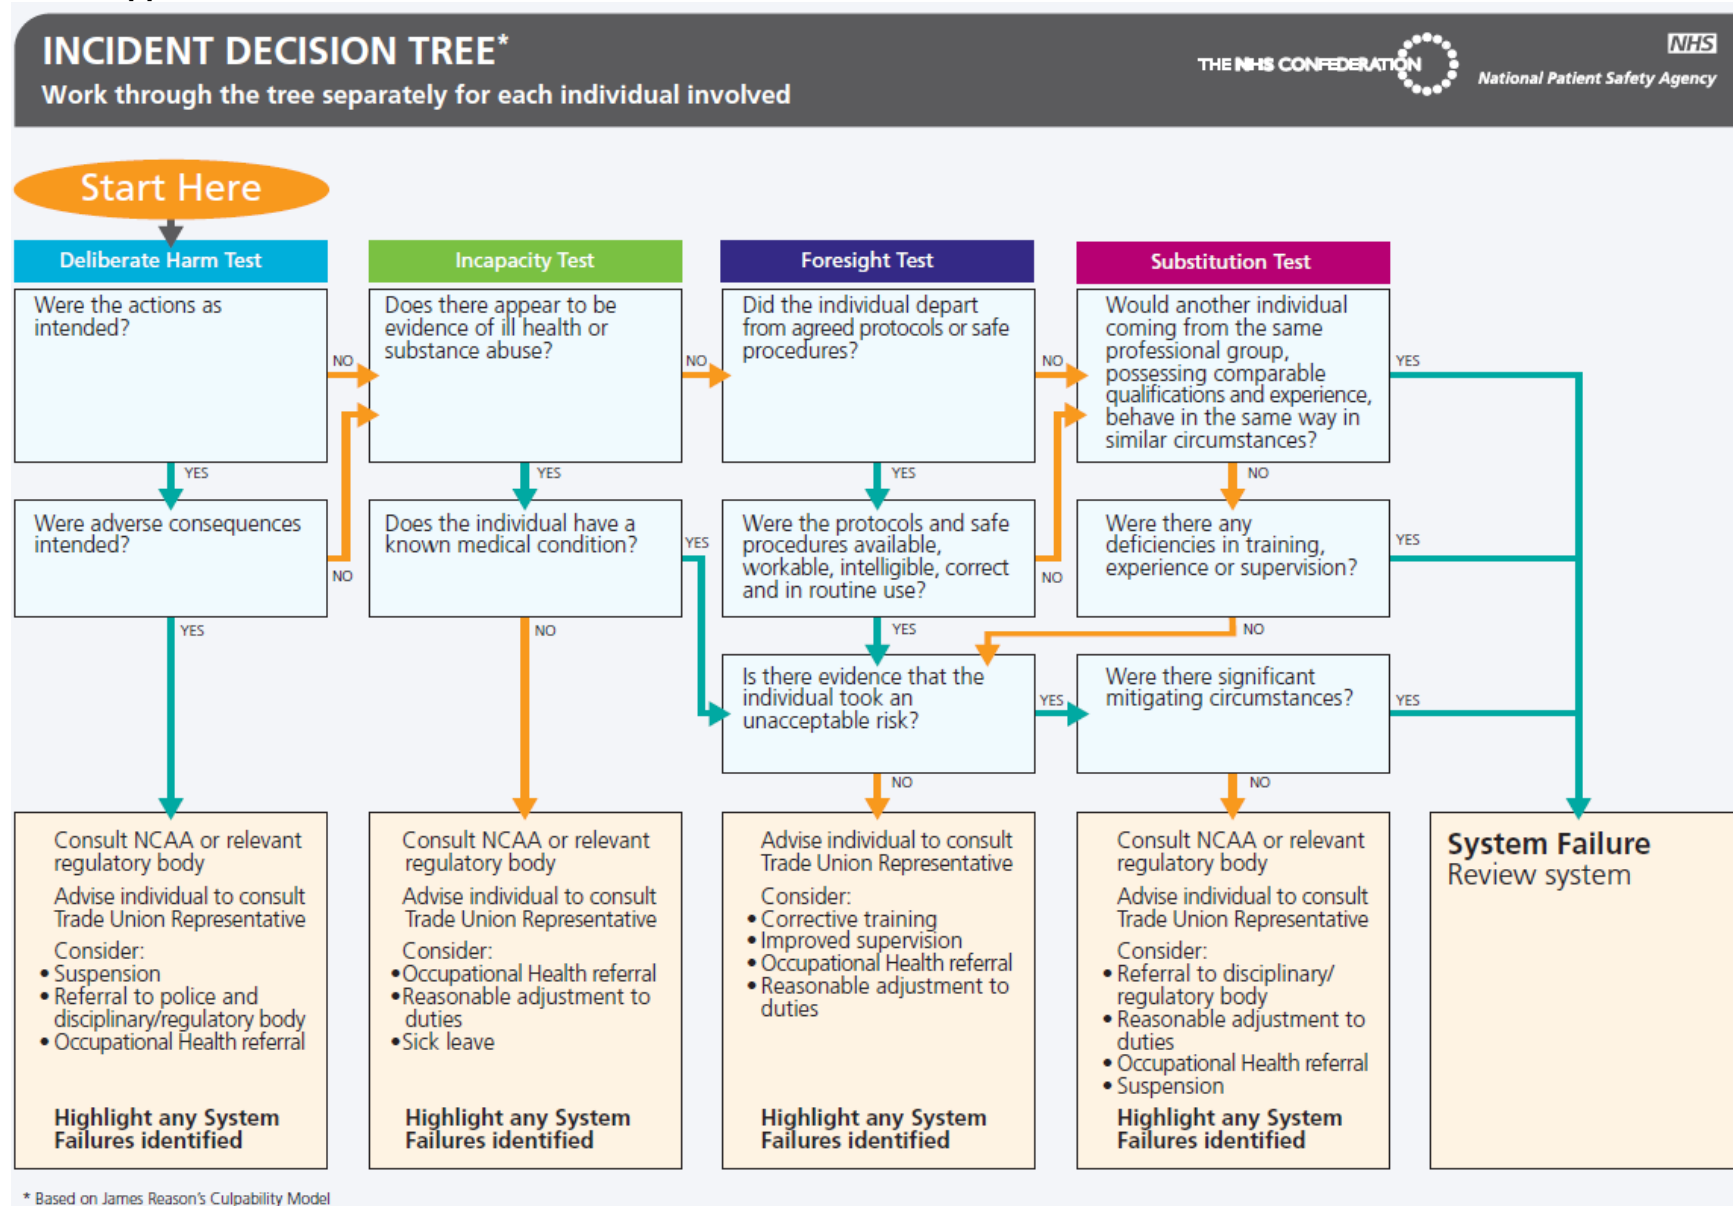 INCIDENT DECISION TREE*
Work through the tree separately for each individual involved
THE NHS CONFEDERATION
NHS
National Patient Safety Agency
Start Here
Deliberate Harm Test
Were the actions as
intended?
NO
YES
Were adverse consequences
intended?
NO
YES
Consult NCAA or relevant
regulatory body
Advise individual to consult
Trade Union Representative
Consider:
• Suspension
• Referral to police and
disciplinary/regulatory body
• Occupational Health referral
Highlight any System
Failures identified
Incapacity Test
Does there appear to be
evidence of ill health or
substance abuse?
NO
YES
Does the individual have a
known medical condition?
YES
NO
Consult NCAA or relevant
regulatory body
Advise individual to consult
Trade Union Representative
Consider:
•Occupational Health referral
•Reasonable adjustment to
duties
•Sick leave
Highlight any System
Failures identified
Foresight Test
Did the individual depart
from agreed protocols or safe
procedures?
NO
YES
Were the protocols and safe
procedures available,
workable, intelligible, correct
and in routine use?
NO
YES
Is there evidence that the
individual took an
unacceptable risk?
YES
NO
Advise individual to consult
Trade Union Representative
Consider:
• Corrective training
• Improved supervision
• Occupational Health referral
• Reasonable adjustment to
duties
Highlight any System
Failures identified
Substitution Test
Would another individual
coming from the same
professional group,
possessing comparable
qualifications and experience,
behave in the same way in
similar circumstances?
YES
NO
Were there any
deficiencies in training,
experience or supervision?
YES
NO
Were there significant
mitigating circumstances?
YES
NO
Consult NCAA or relevant
regulatory body
Advise individual to consult
Trade Union Representative
Consider:
• Referral to disciplinary/
regulatory body
• Reasonable adjustment to
duties
• Occupational Health referral
• Suspension
Highlight any System
Failures identified
System Failure
Review system
* Based on James Reason's Culpability Model